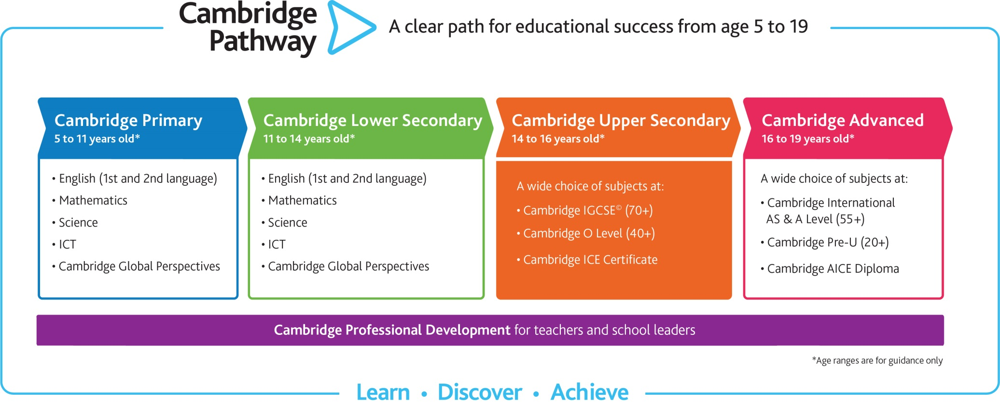 Cambridge
Pathway
A clear path for educational success from age 5 to 19
Cambridge Primary
5 to 11 years old*
• English (1st and 2nd language)
• Mathematics
• Science
• ICT
• Cambridge Global Perspectives
Cambridge Lower Secondary
11 to 14 years old*
• English (1st and 2nd language)
• Mathematics
• Science
• ICT
• Cambridge Global Perspectives
Cambridge Upper Secondary
14 to 16 years old*
A wide choice of subjects at:
• Cambridge IGCSE© (70+)
• Cambridge O Level (40+)
• Cambridge ICE Certificate
Cambridge Advanced
16 to 19 years old*
A wide choice of subjects at:
• Cambridge International
AS & A Level (55+)
• Cambridge Pre-U (20+)
• Cambridge AICE Diploma
Cambridge Professional Development for teachers and school leaders
*Age ranges are for guidance only
Learn • Discover • Achieve